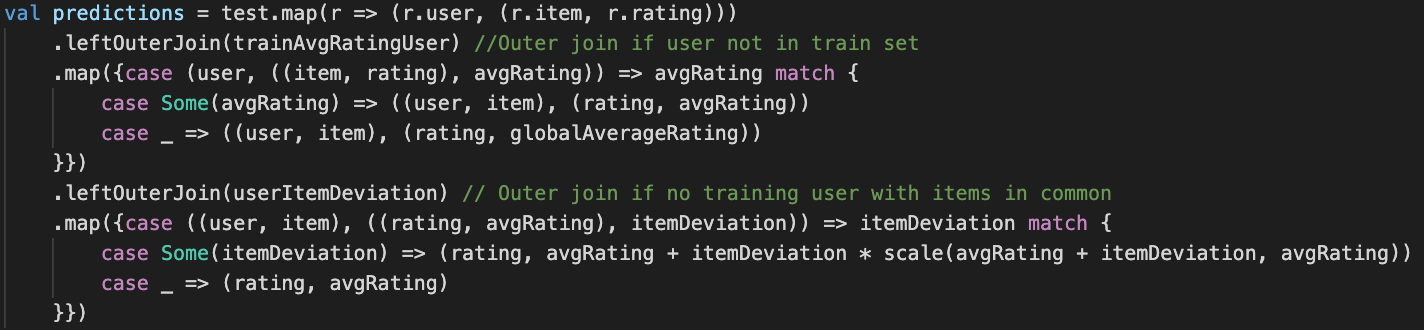 val predictions = test.map(r => (r.user, (r.item, r.rating)))
    .leftOuterJoin(trainAvgRatingUser) //Outer join if user not in train set
    .map({case (user, ((item, rating), avgRating)) => avgRating match {
        case Some(avgRating) => ((user, item), (rating, avgRating))
        case _ => ((user, item), (rating, globalAverageRating))
    }})
    .leftOuterJoin(userItemDeviation) // Outer join if no training user with items in common
    .map({case ((user, item), ((rating, avgRating), itemDeviation)) => itemDeviation match {
        case Some(itemDeviation) => (rating, avgRating + itemDeviation * scale(avgRating + itemDeviation, avgRating))
        case _ => (rating, avgRating)
    }})